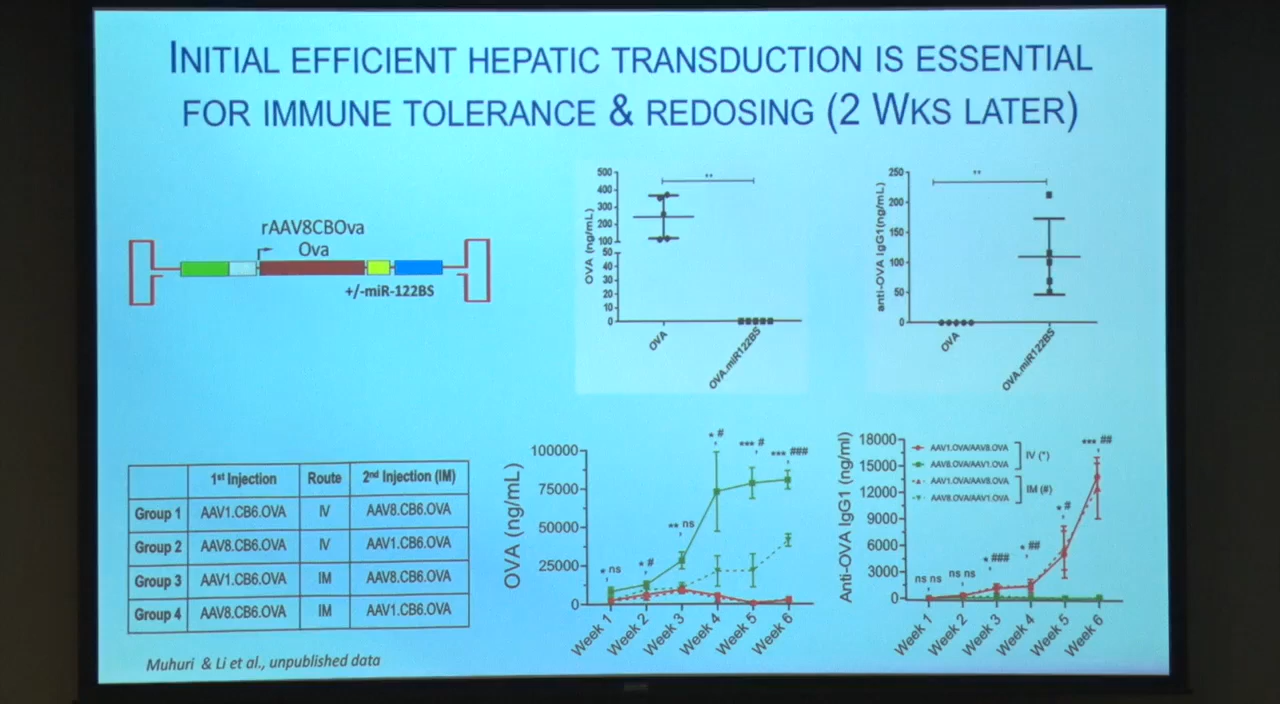 INITIAL EFFICIENT HEPATIC TRANSDUCTION IS ESSENTIAL
FOR IMMUNE TOLERANCE & REDOSING (2 WKS LATER)
rAAV8CBOva
Ova
+/-miR-122BS
OVA (ng/mL)
500
400
300
200
100
50
40
30
20
10
0
**
OVA
OVA.miR122BS
anti-OVA IgG1(ng/mL)
250
200
150
100
50
0
**
OVA
OVA.miR122BS
1st Injection Route 2nd Injection (IM)
Group 1 AAV1.CB6.OVA IV AAV8.CB6.OVA
Group 2 AAV8.CB6.OVA IV AAV1.CB6.OVA
Group 3 AAV1.CB6.OVA IM AAV8.CB6.OVA
Group 4 AAV8.CB6.OVA IM AAV1.CB6.OVA
Muhuri & Li et al., unpublished data
OVA (ng/mL)
100000
75000
50000
25000
0
* ns
* #
** ns
* #
*** #
*** ###
Week 1
Week 2
Week 3
Week 4
Week 5
Week 6
Anti-OVA IgG1 (ng/ml)
18000
15000
12000
9000
6000
3000
0
AAV1.OVA/AAV8.OVA
AAV8.OVA/AAV1.OVA
IV (*)
AAV1.OVA/AAV8.OVA
AAV8.OVA/AAV1.OVA
IM (#)
ns ns
ns ns
* ###
* ##
* #
*** ##
Week 1
Week 2
Week 3
Week 4
Week 5
Week 6